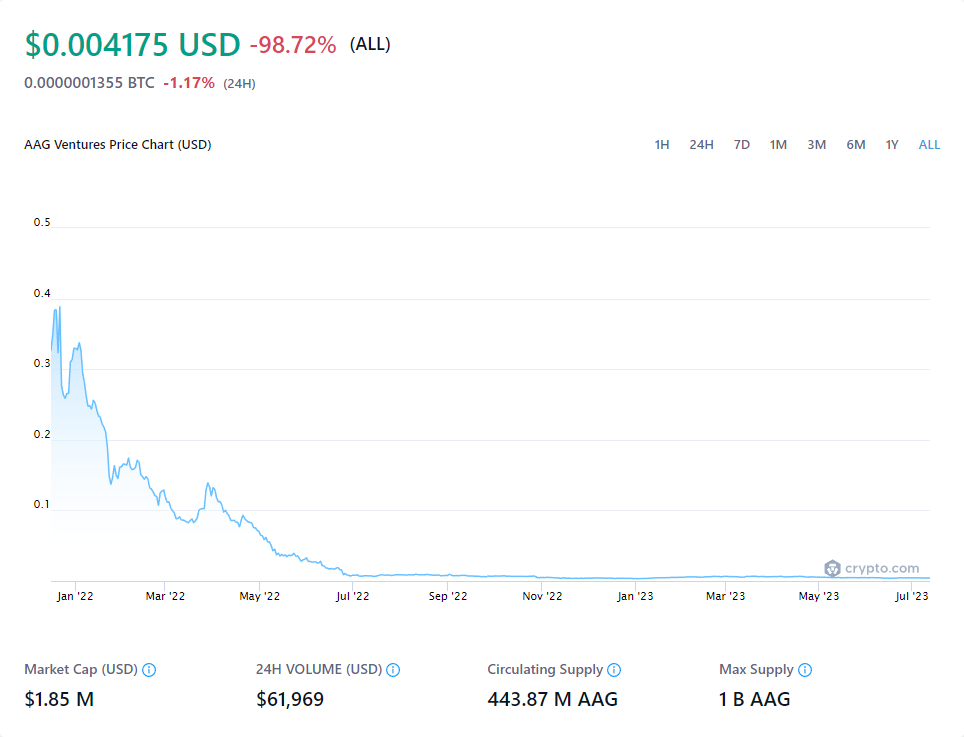 $0.004175 USD -98.72% (ALL)
0.0000001355 BTC -1.17% (24H)
AAG Ventures Price Chart (USD) 1H 24H 7D 1M 3M 6M 1Y ALL
0.5
0.4
0.3
0.2
0.1
crypto.com
Jan '22 Mar '22 May '22 Jul '22 Sep '22 Nov '22 Jan '23 Mar '23 May '23 Jul '23
Market Cap (USD) 24H VOLUME (USD) Circulating Supply Max Supply
$1.85 M $61,969 443.87 M AAG 1 B AAG